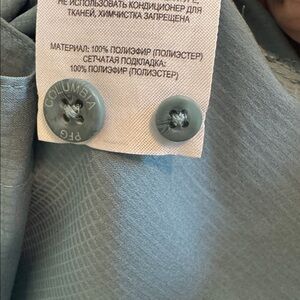 НЕ ИСПОЛЬЗОВАТЬ КОНДИЦИОНЕР ДЛЯ
ТКАНЕЙ, ХИМЧИСТКА ЗАПРЕЩЕНА
МАТЕРИАЛ: 100% ПОЛИЭФИР (ПОЛИЭСТЕР)
СЕТЧАТАЯ ПОДКЛАДКА:
100% ПОЛИЭФИР (ПОЛИЭСТЕР)
COLUMBIA
PFG